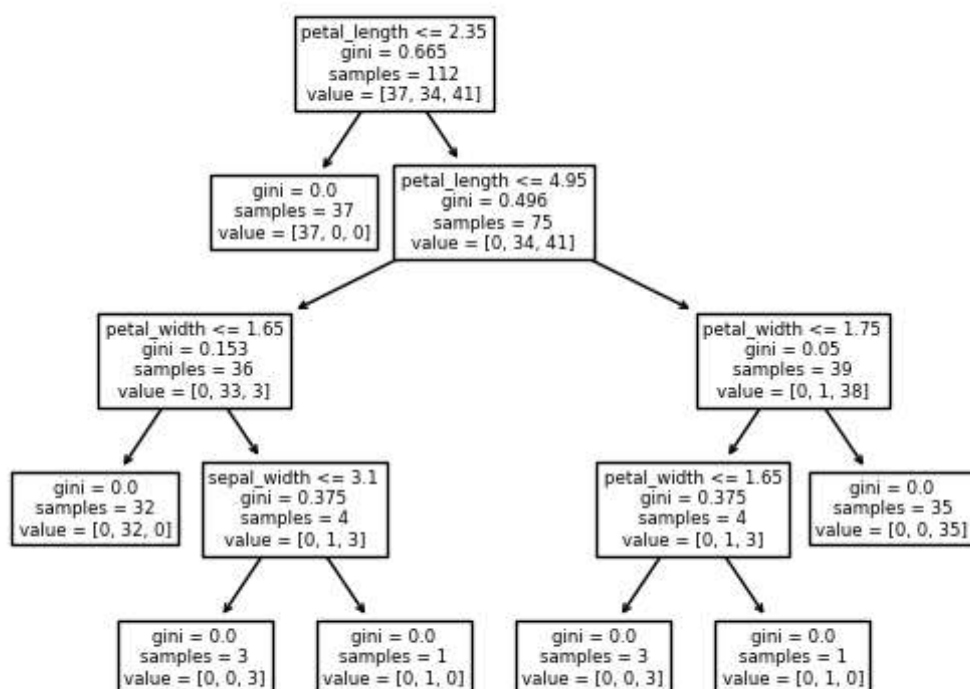 petal_length <= 2.35
gini = 0.665
samples = 112
value = [37, 34, 41]
gini = 0.0
samples = 37
value = [37, 0, 0]
petal_length <= 4.95
gini = 0.496
samples = 75
value = [0, 34, 41]
petal_width <= 1.65
gini = 0.153
samples = 36
value = [0, 33, 3]
petal_width <= 1.75
gini = 0.05
samples = 39
value = [0, 1, 38]
gini = 0.0
samples = 32
value = [0, 32, 0]
sepal_width <= 3.1
gini = 0.375
samples = 4
value = [0, 1, 3]
petal_width <= 1.65
gini = 0.375
samples = 4
value = [0, 1, 3]
gini = 0.0
samples = 35
value = [0, 0, 35]
gini = 0.0
samples = 3
value = [0, 0, 3]
gini = 0.0
samples = 1
value = [0, 1, 0]
gini = 0.0
samples = 3
value = [0, 0, 3]
gini = 0.0
samples = 1
value = [0, 1, 0]